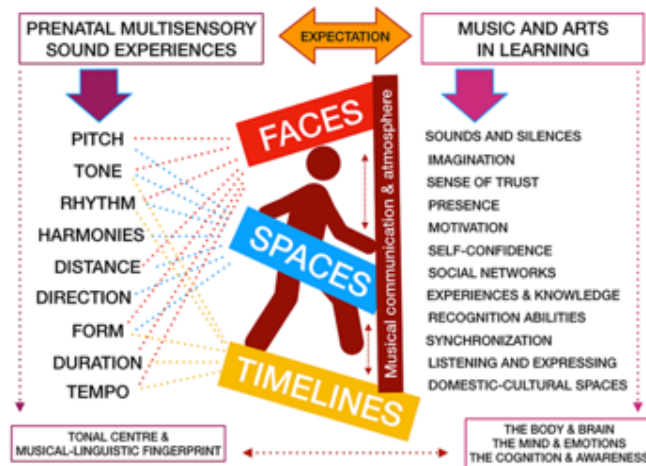 PRENATAL MULTISENSORY
SOUND EXPERIENCES
EXPECTATION
MUSIC AND ARTS
IN LEARNING
PITCH
TONE
RHYTHM
HARMONIES
DISTANCE
DIRECTION
FORM
DURATION
TEMPO
FACES
SPACES
TIMELINES
Musical communication & atmosphere
SOUNDS AND SILENCES
IMAGINATION
SENSE OF TRUST
PRESENCE
MOTIVATION
SELF-CONFIDENCE
SOCIAL NETWORKS
EXPERIENCES & KNOWLEDGE
RECOGNITION ABILITIES
SYNCHRONIZATION
LISTENING AND EXPRESSING
DOMESTIC-CULTURAL SPACES
TONAL CENTRE &
MUSICAL-LINGUISTIC FINGERPRINT
THE BODY & BRAIN
THE MIND & EMOTIONS
THE COGNITION & AWARENESS